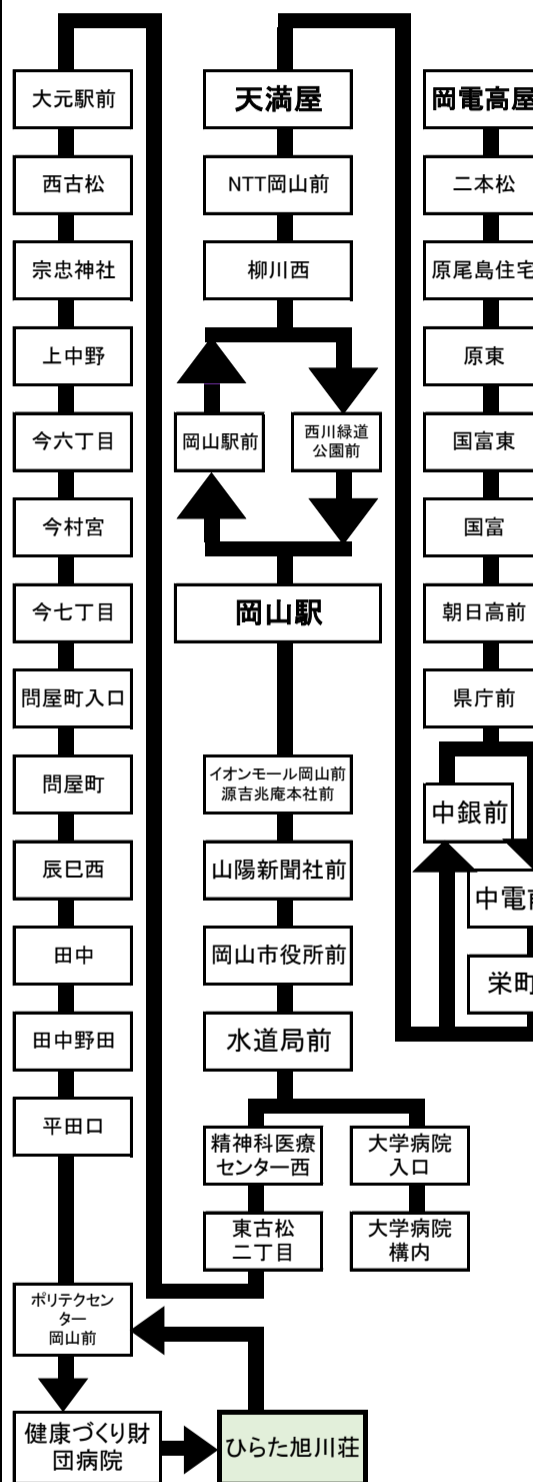 大元駅前
西古松
宗忠神社
上中野
今六丁目
今村宮
今七丁目
問屋町入口
問屋町
辰巳西
田中
田中野田
平田口
ポリテクセン
ター
岡山前
健康づくり財
団病院
ひらた旭川荘
天満屋
NTT岡山前
柳川西
岡山駅前
西川緑道
公園前
岡山駅
イオンモール岡山前
源吉兆庵本社前
山陽新聞社前
岡山市役所前
水道局前
精神科医療
センター西
東古松
二丁目
大学病院
入口
大学病院
構内
岡電高屋
二本松
原尾島住宅
原東
国富東
国富
朝日高前
県庁前
中銀前
中電前
栄町